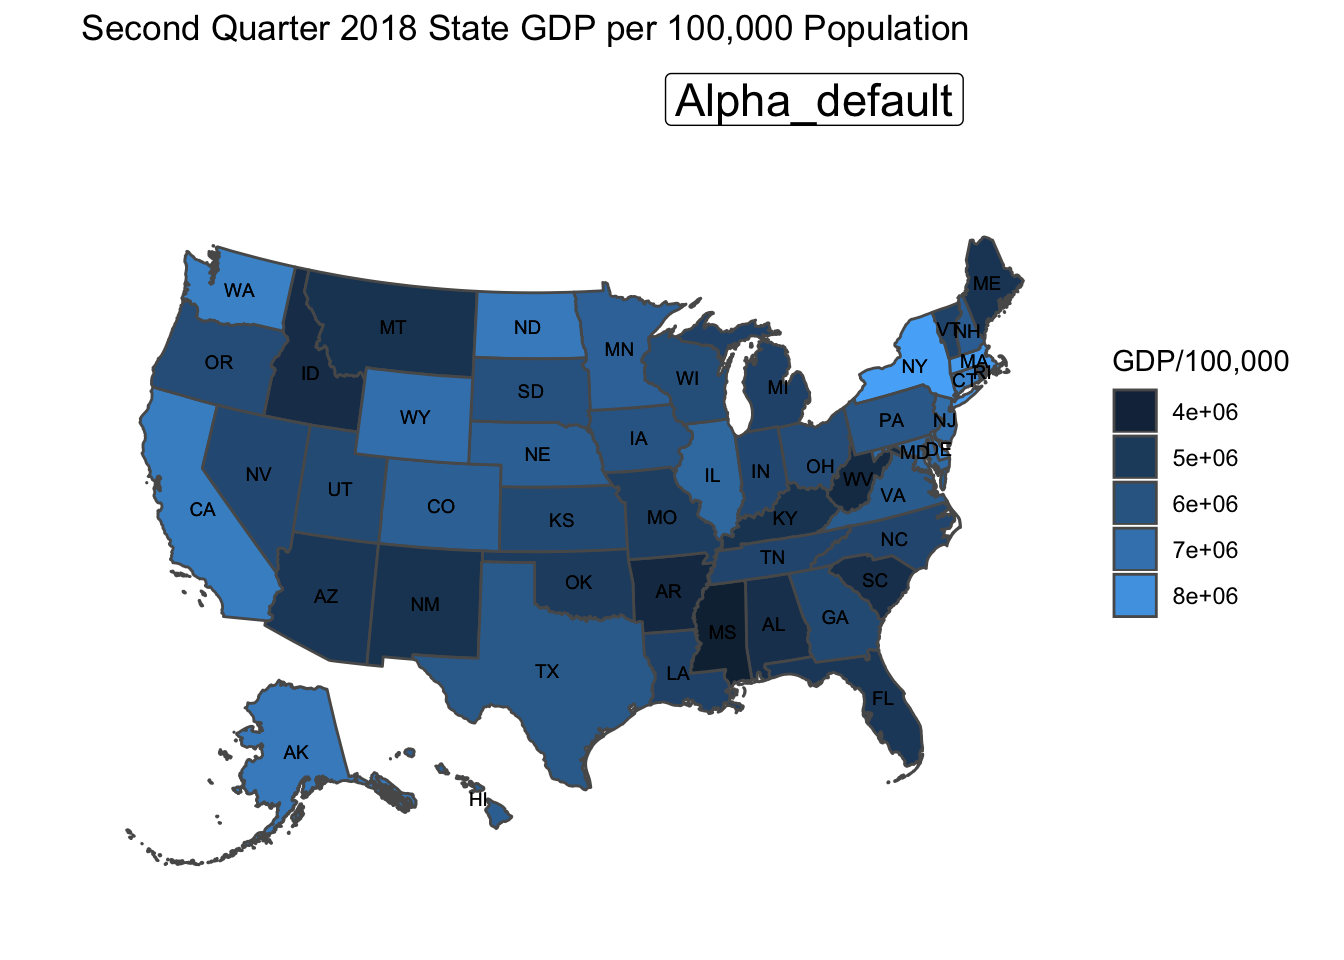 Second Quarter 2018 State GDP per 100,000 Population
Alpha_default
WA
MT
ND
MN
ME
VT
NH
OR
ID
SD
WI
MI
NY
MA
RI
CT
WY
NE
IA
PA
NJ
CA
NV
UT
CO
KS
MO
IL
IN
OH
WV
MD
DE
VA
KY
AZ
NM
OK
AR
TN
NC
SC
MS
AL
GA
TX
LA
FL
AK
HI
GDP/100,000
4e+06
5e+06
6e+06
7e+06
8e+06